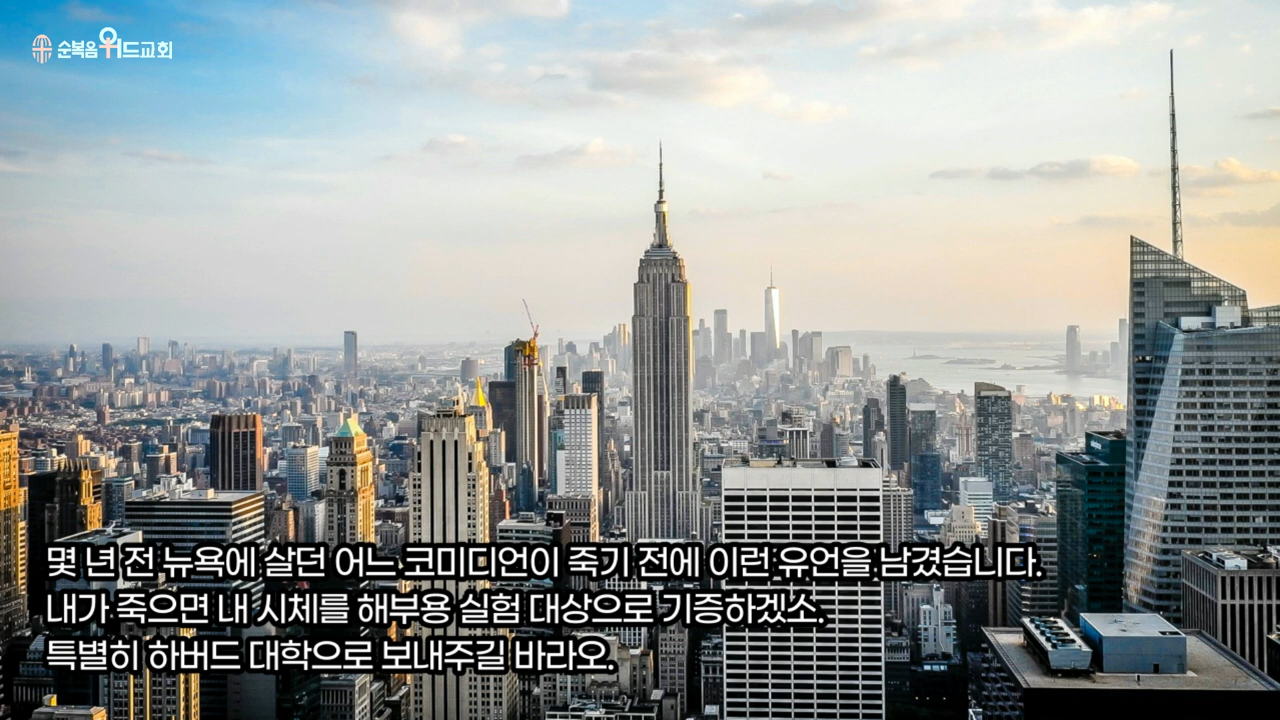 순복음위드교회
몇 년 전 뉴욕에 살던 어느 코미디언이 죽기 전에 이런 유언을 남겼습니다.
내가 죽으면 내 시체를 해부용 실험 대상으로 기증하겠소.
특별히 하버드 대학으로 보내주길 바라오.